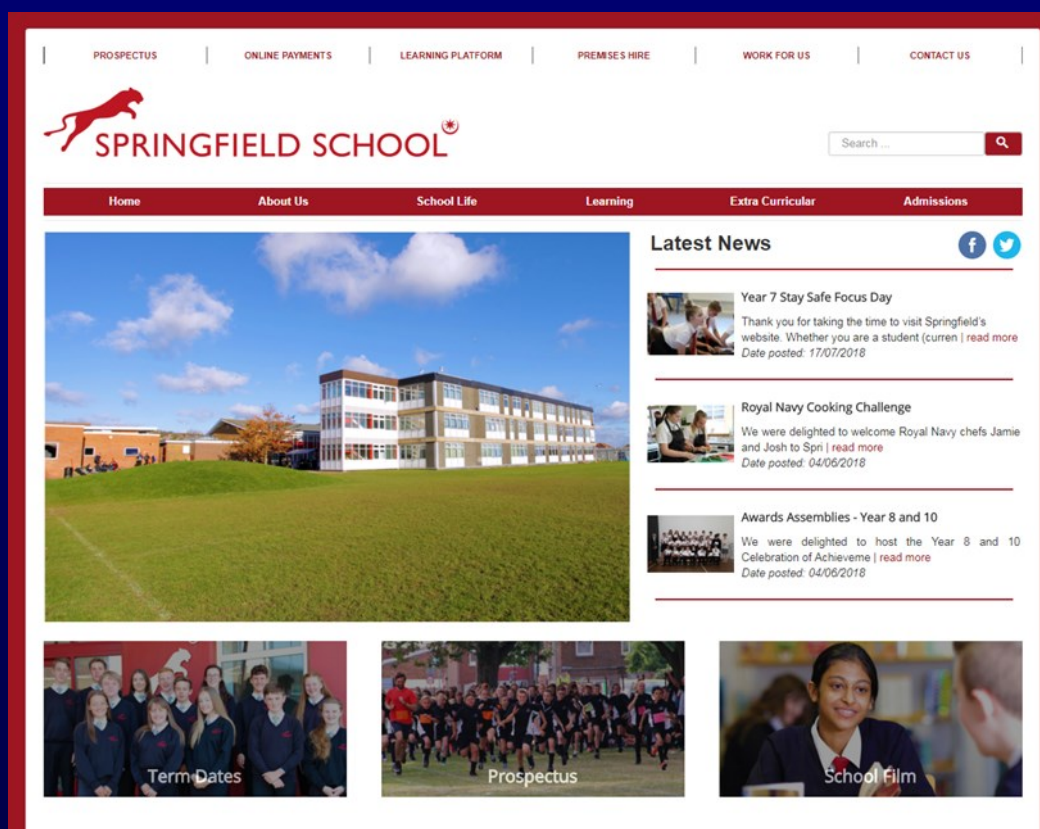 PROSPECTUS
ONLINE PAYMENTS
LEARNING PLATFORM
PREMISES HIRE
WORK FOR US
CONTACT US
SPRINGFIELD SCHOOL
Search ...
Home
About Us
School Life
Learning
Extra Curricular
Admissions
Latest News
Year 7 Stay Safe Focus Day
Thank you for taking the time to visit Springfield's
website. Whether you are a student (curren | read more
Date posted: 17/07/2018
Royal Navy Cooking Challenge
We were delighted to welcome Royal Navy chefs Jamie
and Josh to Spri | read more
Date posted: 04/06/2018
Awards Assemblies - Year 8 and 10
We were delighted to host the Year 8 and 10
Celebration of Achieveme | read more
Date posted: 04/06/2018
Term Dates
Prospectus
School Film